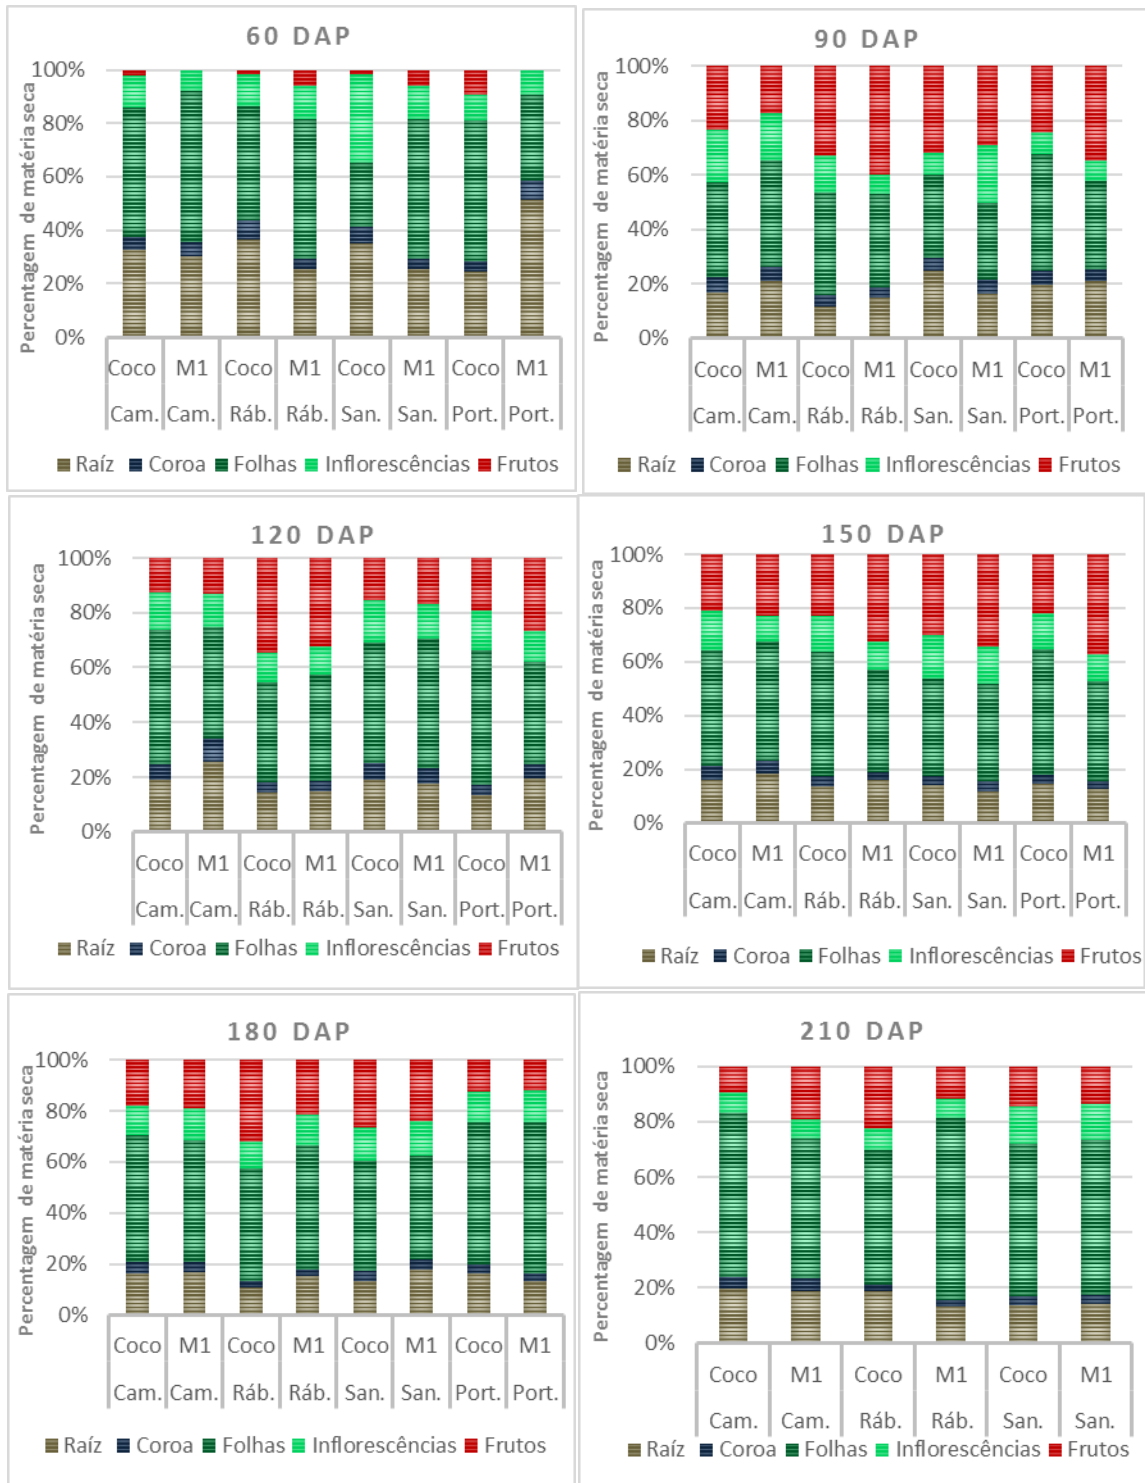 60 DAP
Percentagem de matéria seca
100%
80%
60%
40%
20%
0%
Coco M1 Coco M1 Coco M1 Coco M1
Cam. Cam. Ráb. Ráb. San. San. Port. Port.
Raíz Coroa Folhas Inflorescências Frutos
90 DAP
Percentagem de matéria seca
100%
80%
60%
40%
20%
0%
Coco M1 Coco M1 Coco M1 Coco M1
Cam. Cam. Ráb. Ráb. San. San. Port. Port.
Raíz Coroa Folhas Inflorescências Frutos
120 DAP
Percentagem de matéria seca
100%
80%
60%
40%
20%
0%
Coco M1 Coco M1 Coco M1 Coco M1
Cam. Cam. Ráb. Ráb. San. San. Port. Port.
Raíz Coroa Folhas Inflorescências Frutos
150 DAP
Percentagem de matéria seca
100%
80%
60%
40%
20%
0%
Coco M1 Coco M1 Coco M1 Coco M1
Cam. Cam. Ráb. Ráb. San. San. Port. Port.
Raíz Coroa Folhas Inflorescências Frutos
180 DAP
Percentagem de matéria seca
100%
80%
60%
40%
20%
0%
Coco M1 Coco M1 Coco M1 Coco M1
Cam. Cam. Ráb. Ráb. San. San. Port. Port.
Raíz Coroa Folhas Inflorescências Frutos
210 DAP
Percentagem de matéria seca
100%
80%
60%
40%
20%
0%
Coco M1 Coco M1 Coco M1
Cam. Cam. Ráb. Ráb. San. San.
Raíz Coroa Folhas Inflorescências Frutos